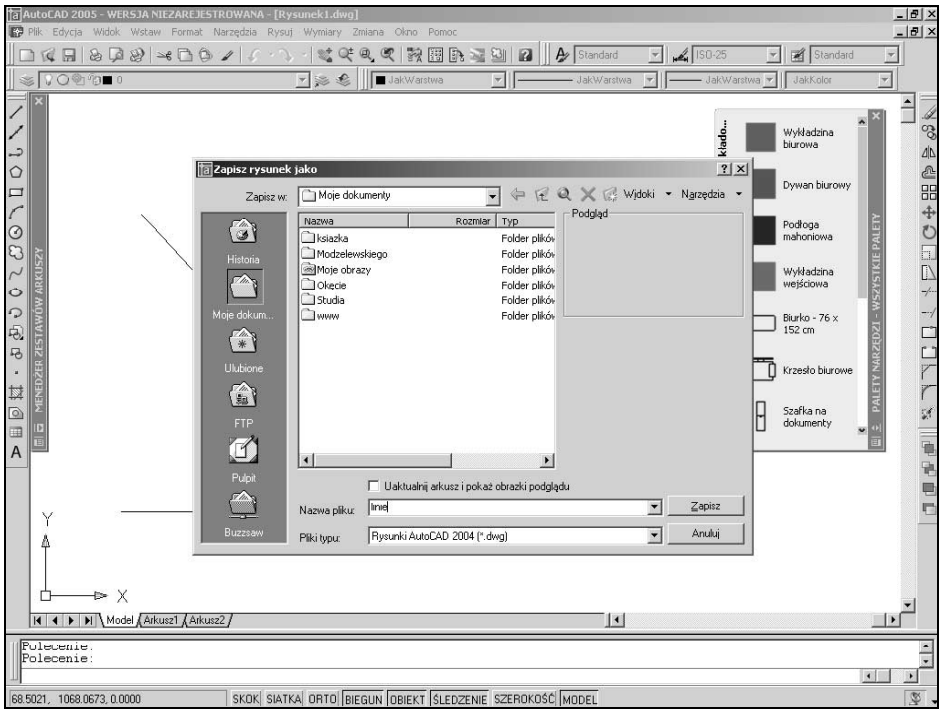 AutoCAD 2005 - WERSJA NIEZAREJESTROWANA - [Rysunek1.dwg]
Plik Edycja Widok Wstaw Format Narzędzia Rysuj Wymiary Zmiana Okno Pomoc
Standard ISO-25 Standard
0 JakWarstwa JakWarstwa JakWarstwa JakKolor
MENEDŻER ZESTAWÓW ARKUSZY
Zapisz rysunek jako
Zapisz w: Moje dokumenty Widoki Narzędzia
Historia
Moje dokum...
Ulubione
FTP
Pulpit
Buzzsaw
Nazwa Rozmiar Typ
ksiazka Folder plików
Modzelewskiego Folder plików
Moje obrazy Folder plików
Okęcie Folder plików
Studia Folder plików
www Folder plików
Podgląd
Uaktualnij arkusz i pokaż obrazki podglądu
Nazwa pliku: linie Zapisz
Pliki typu: Rysunki AutoCAD 2004 (*.dwg) Anuluj
Wykładzina
biurowa
Dywan biurowy
Podłoga
mahoniowa
Wykładzina
wejściowa
Biurko - 76 x
152 cm
Krzesło biurowe
Szafka na
dokumenty
PALETY NARZĘDZI - WSZYSTKIE PALETY
A
Y
X
Model Arkusz1 Arkusz2
Polecenie:
Polecenie:
68.5021, 1068.0673, 0.0000 SKOK SIATKA ORTO BIEGUN OBIEKT ŚLEDZENIE SZEROKOŚĆ MODEL